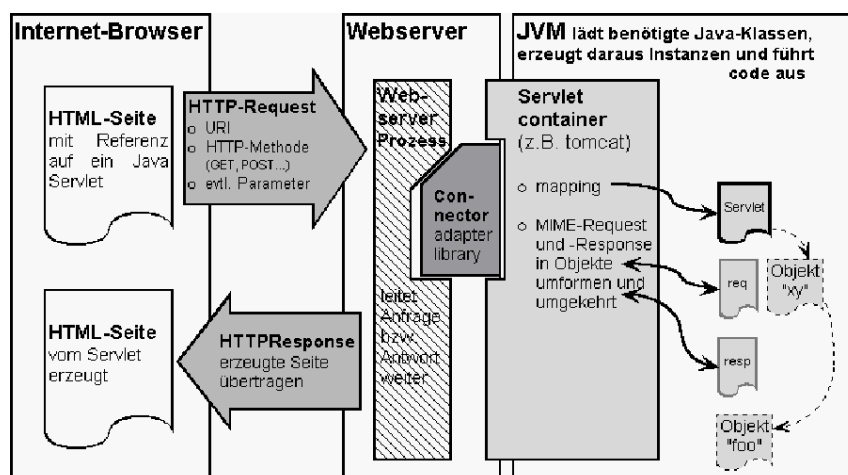 Internet-Browser
HTML-Seite
mit Referenz
auf ein Java
Servlet
HTTP-Request
o URI
o HTTP-Methode
(GET, POST...)
o evtl. Parameter
HTML-Seite
vom Servlet
erzeugt
HTTPResponse
erzeugte Seite
übertragen
Webserver
Web-
server
Prozess
Con-
nector
adapter
library
leitet
Anfrage
bzw.
Antwort
weiter
JVM lädt benötigte Java-Klassen,
erzeugt daraus Instanzen und führt
code aus
Servlet
container
(z.B. tomcat)
o mapping
o MIME-Request
und -Response
in Objekte
umformen und
umgekehrt
Servlet
req
Objekt
"xy"
resp
Objekt
"foo"